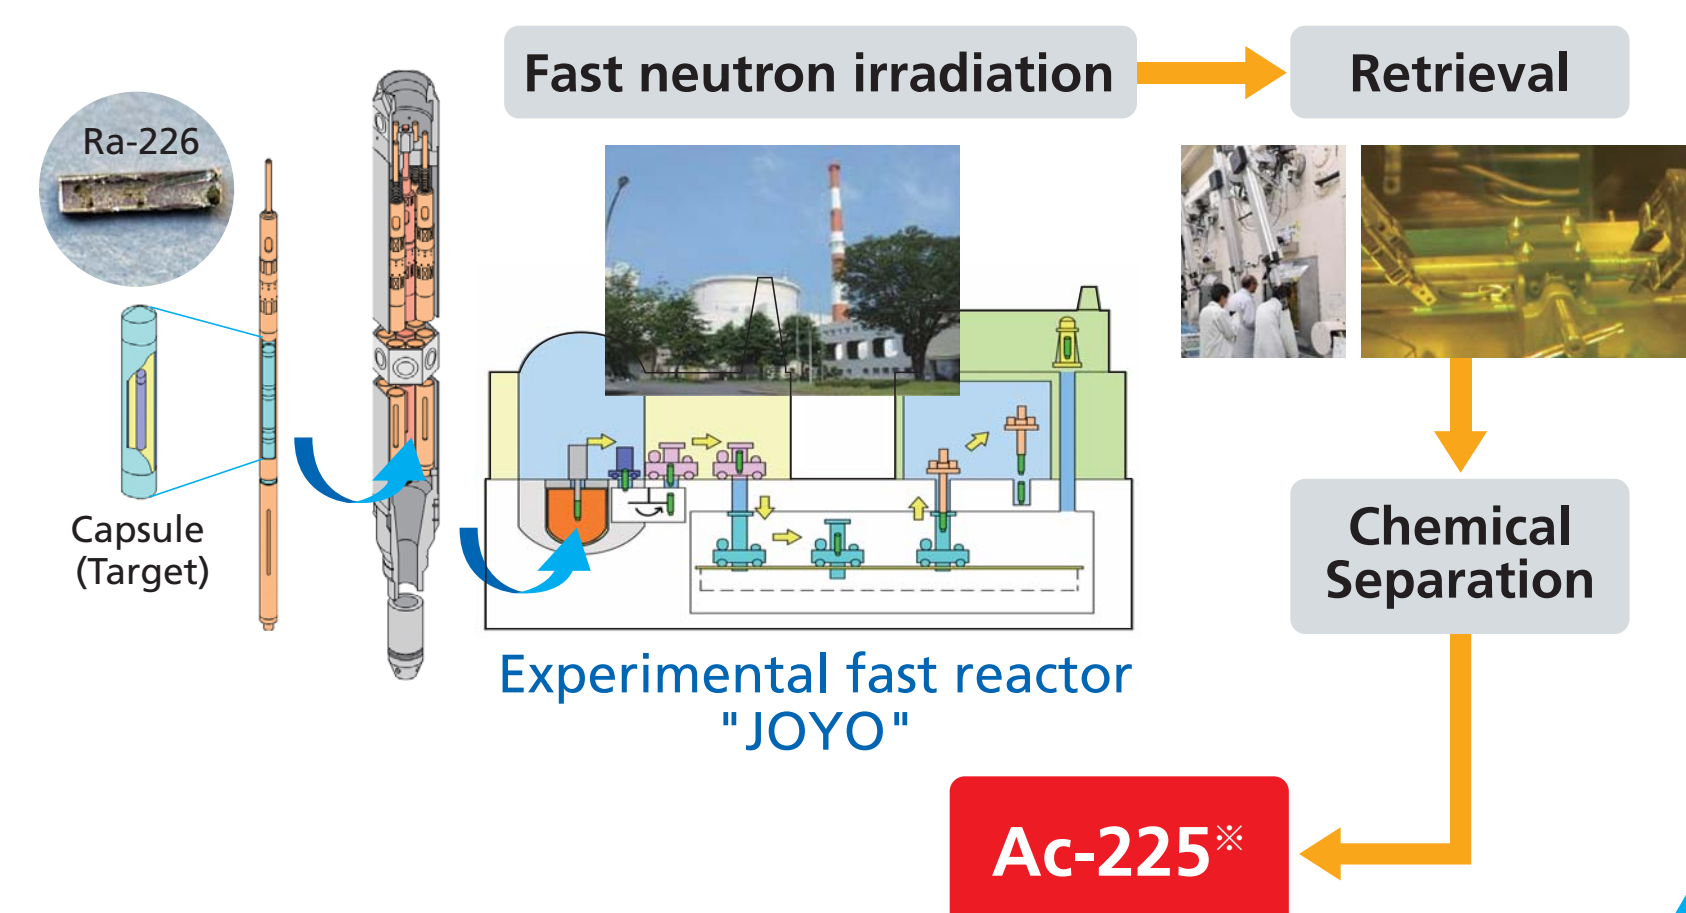 Fast neutron irradiation
Retrieval
Ra-226
Capsule
(Target)
Experimental fast reactor
"JOYO"
Chemical
Separation
Ac-225※